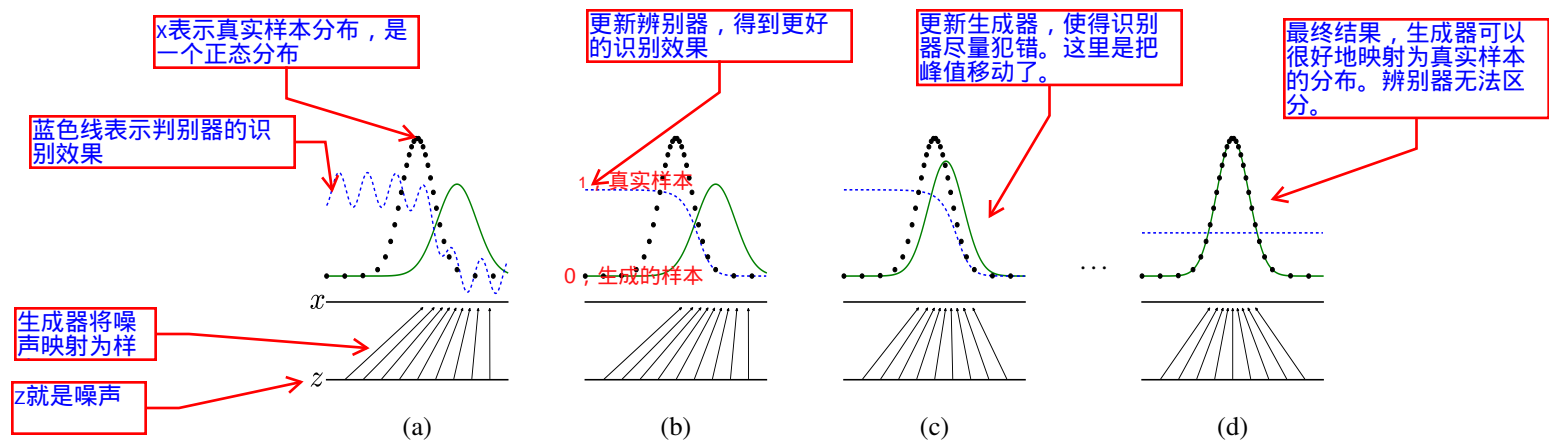 x表示真实样本分布，是
一个正态分布
更新辨别器，得到更好
的识别效果
更新生成器，使得识别
器尽量犯错。这里是把
峰值移动了。
最终结果，生成器可以
很好地映射为真实样本
的分布。辨别器无法区
分。
蓝色线表示判别器的识
别效果
1，真实样本
0，生成的样本
...
x
生成器将噪
声映射为样
z
z就是噪声
(a)
(b)
(c)
(d)